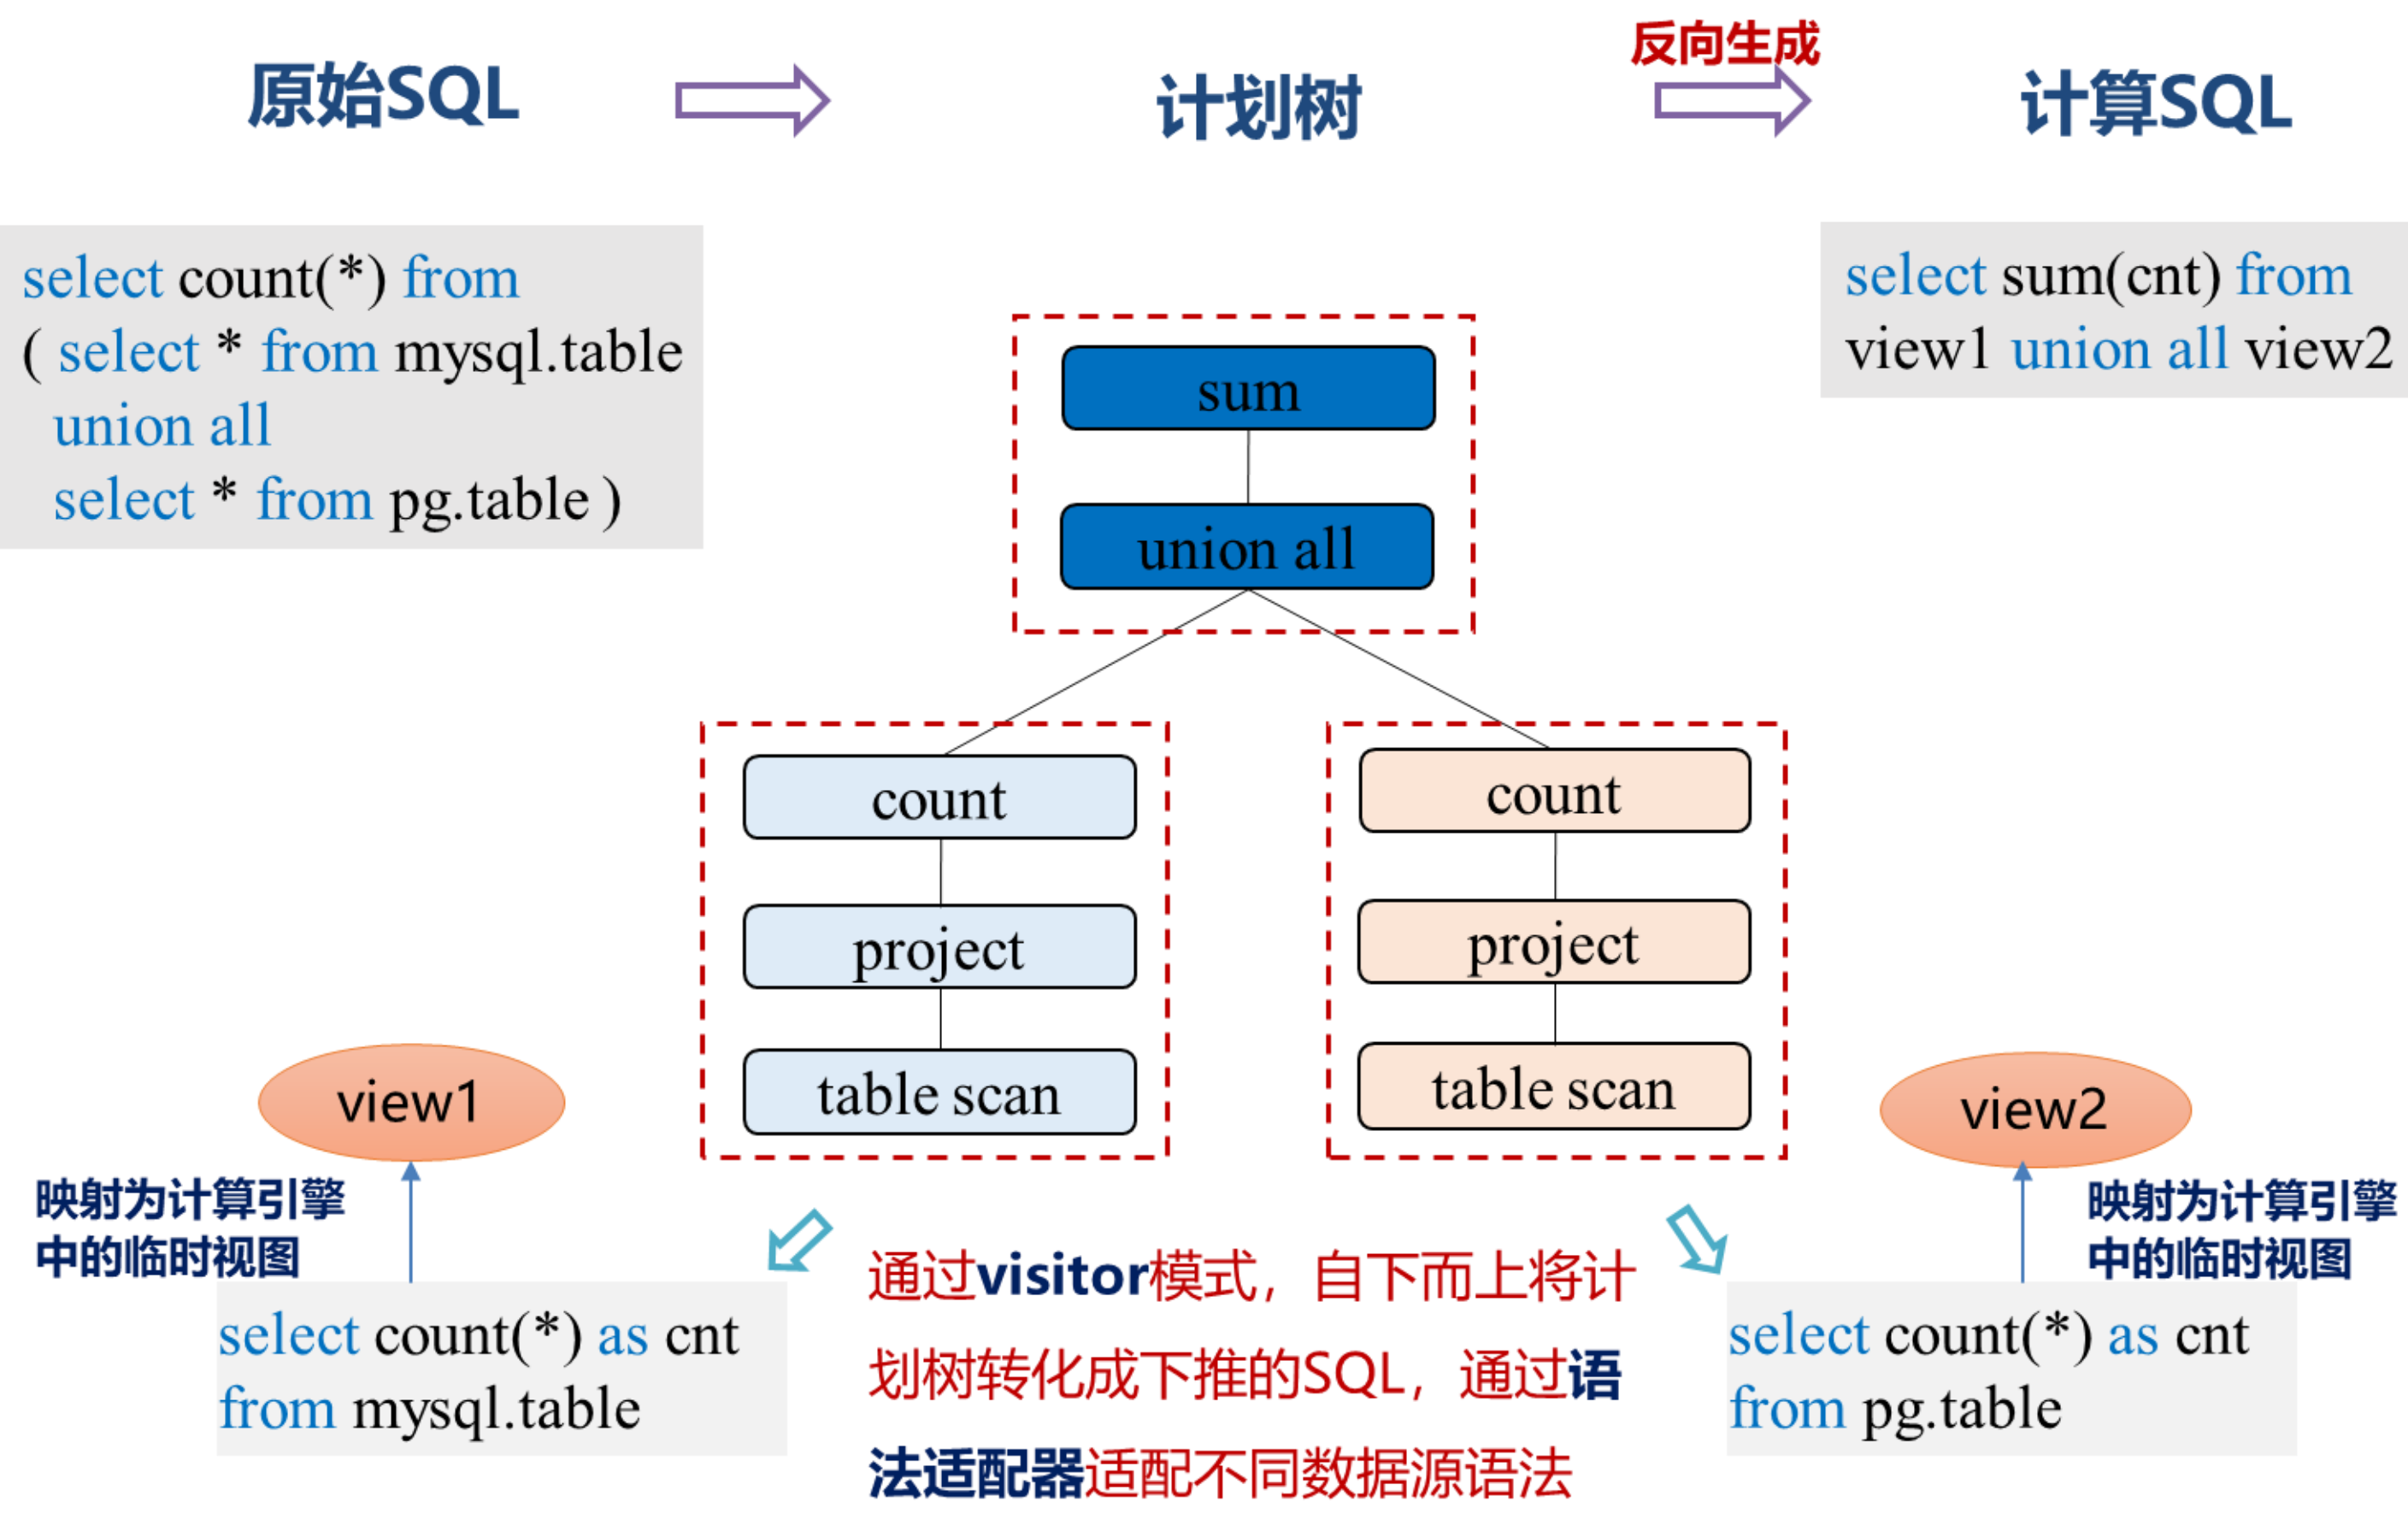 反向生成
原始SQL
计划树
计算SQL
select count(*) from
( select * from mysql.table
union all
select * from pg.table )
select sum(cnt) from
view1 union all view2
sum
union all
count
project
table scan
count
project
table scan
view1
映射为计算引擎
中的临时视图
select count(*) as cnt
from mysql.table
通过visitor模式，自下而上将计
划树转化成下推的SQL，通过语
法适配器适配不同数据源语法
view2
映射为计算引擎
中的临时视图
select count(*) as cnt
from pg.table